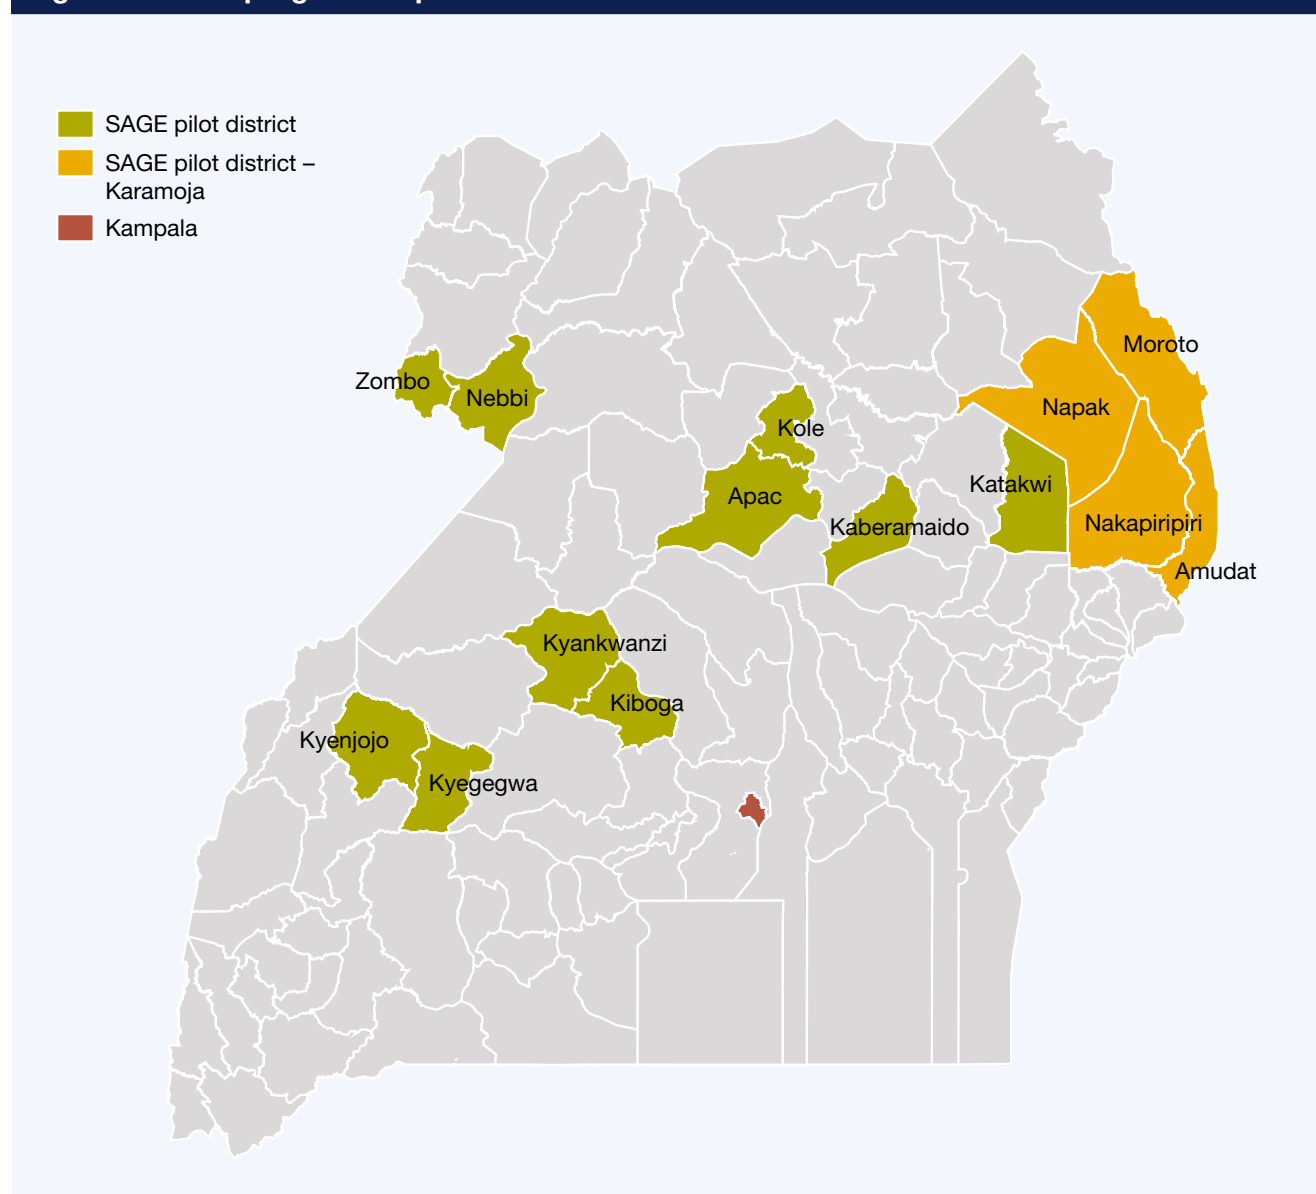 SAGE pilot district
SAGE pilot district –
Karamoja
Kampala
Moroto
Zombo
Nebbi
Napak
Kole
Katakwi
Apac
Kaberamaido
Nakapiripiri
Amudat
Kyankwanzi
Kiboga
Kyenjojo
Kyegegwa